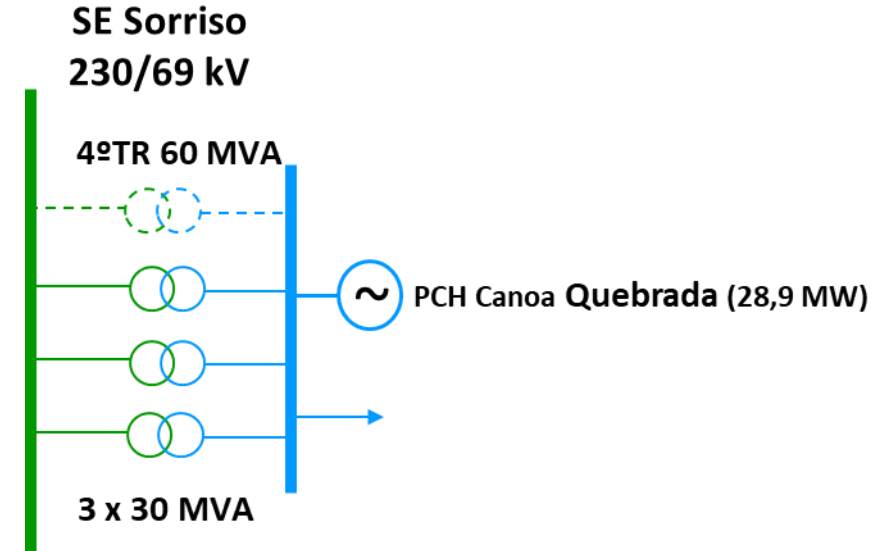 SE Sorriso
230/69 kV
4ºTR 60 MVA
~
PCH Canoa Quebrada (28,9 MW)
3 x 30 MVA